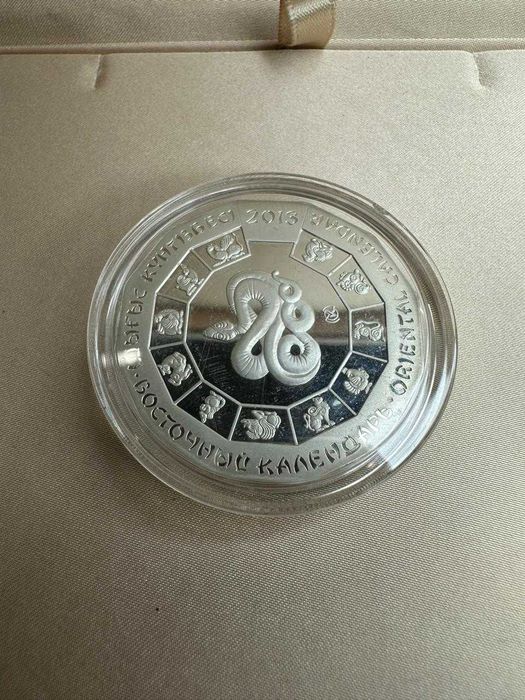 ШЫҒЫС КҮНТІЗБЕСІ 2013
ORIENTAL CALENDAR
ВОСТОЧНЫЙ КАЛЕНДАРЬ